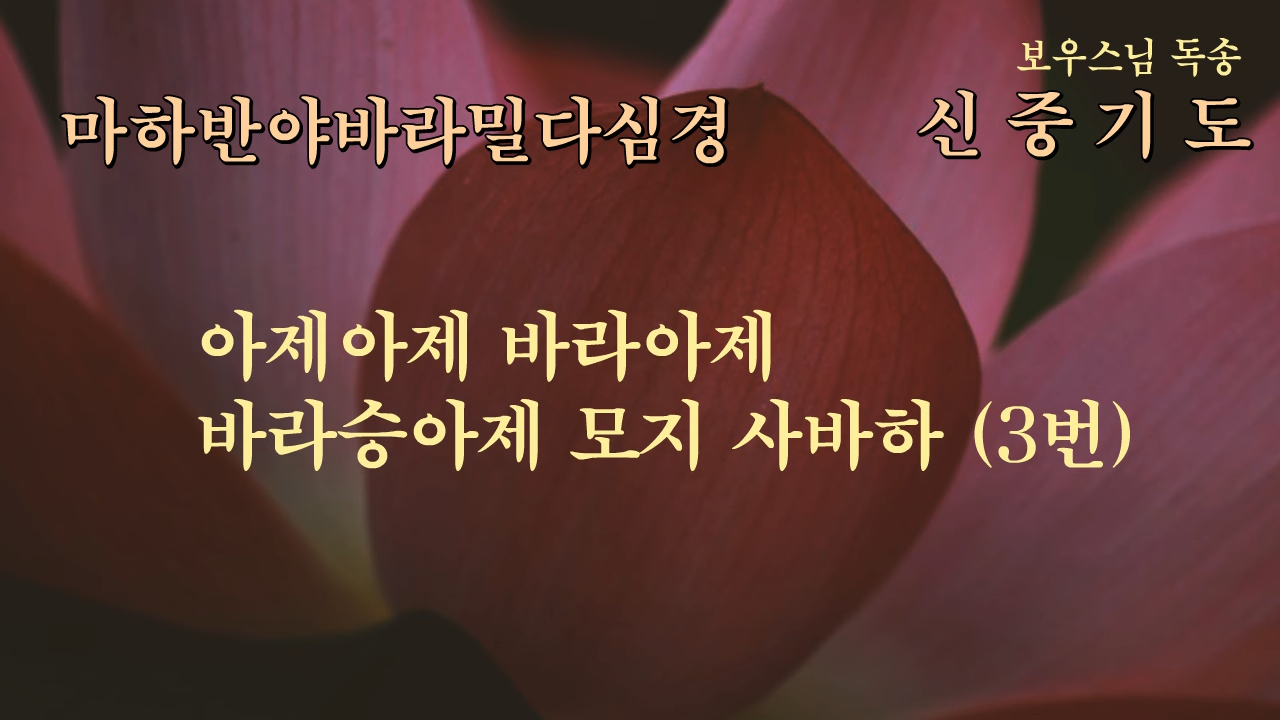 보우스님 독송
마하반야바라밀다심경
신중기도
아제아제 바라아제
바라승아제 모지 사바하 (3번)